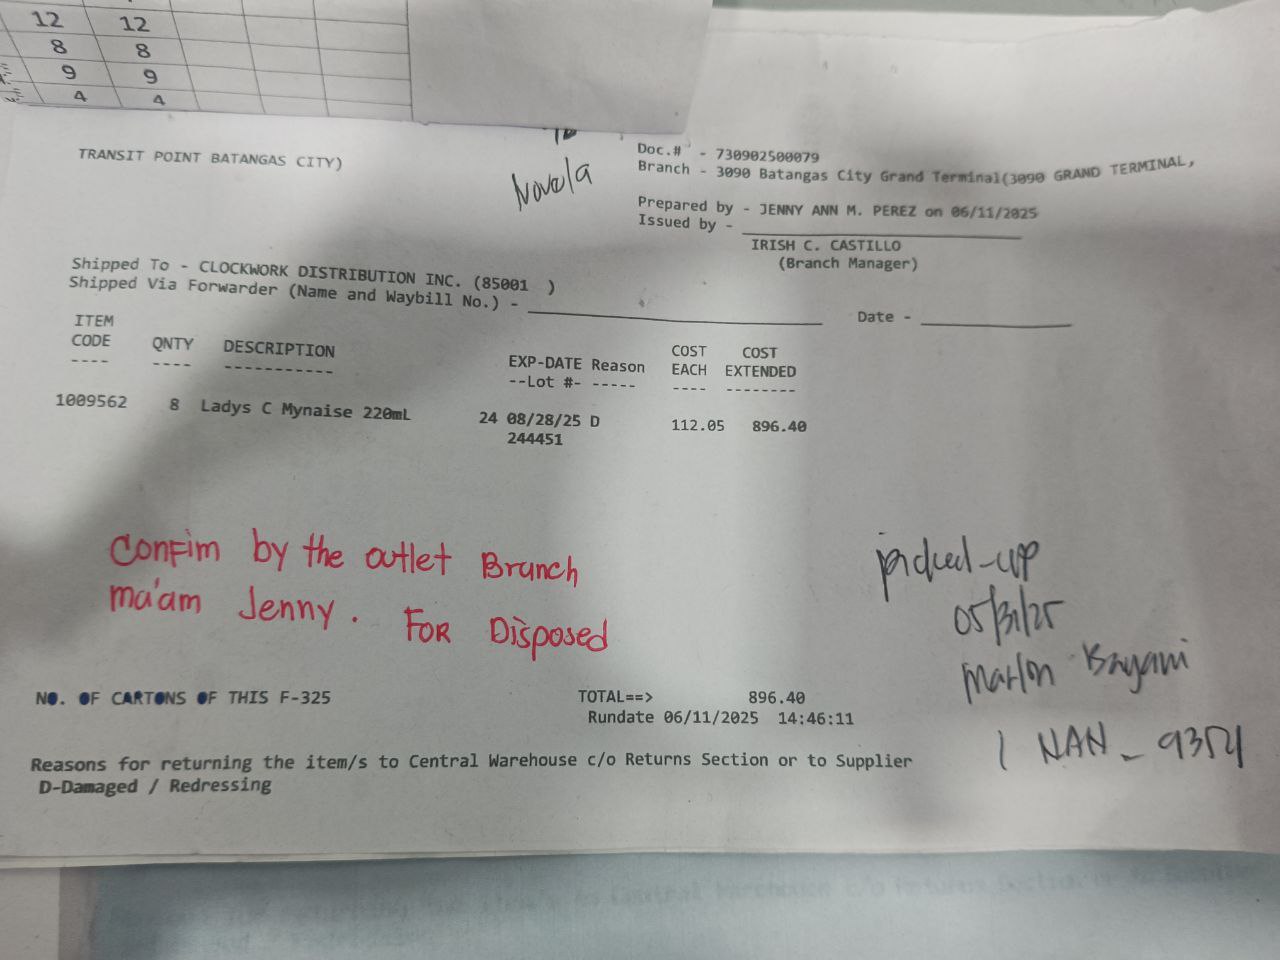 12 12
8 8
9 9
4 4
TRANSIT POINT BATANGAS CITY)
Novela
Doc.# - 730902500079
Branch - 3090 Batangas City Grand Terminal(3090 GRAND TERMINAL,
Prepared by - JENNY ANN M. PEREZ on 06/11/2025
Issued by - 
IRISH C. CASTILLO
(Branch Manager)
Shipped To - CLOCKWORK DISTRIBUTION INC. (85001 )
Shipped Via Forwarder (Name and Waybill No.) - 
Date - 
ITEM CODE QNTY DESCRIPTION EXP-DATE Reason COST EACH COST EXTENDED
--Lot #- -----
1009562 8 Ladys C Mynaise 220mL 24 08/28/25 D 112.05 896.40
244451
Confim by the outlet Branch
ma'am Jenny. For Disposed
picked-up
05/31/25
Marlon Bayani
NAN - 9351
NO. OF CARTONS OF THIS F-325
TOTAL==> 896.40
Rundate 06/11/2025 14:46:11
Reasons for returning the item/s to Central Warehouse c/o Returns Section or to Supplier
D-Damaged / Redressing